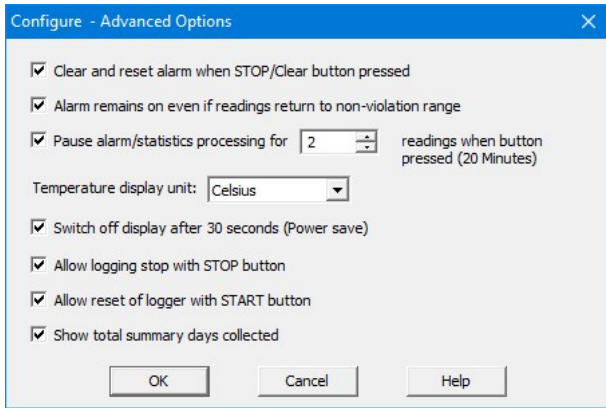 Configure - Advanced Options
Clear and reset alarm when STOP/Clear button pressed
Alarm remains on even if readings return to non-violation range
Pause alarm/statistics processing for 2 readings when button
pressed (20 Minutes)
Temperature display unit: Celsius
Switch off display after 30 seconds (Power save)
Allow logging stop with STOP button
Allow reset of logger with START button
Show total summary days collected
OK Cancel Help